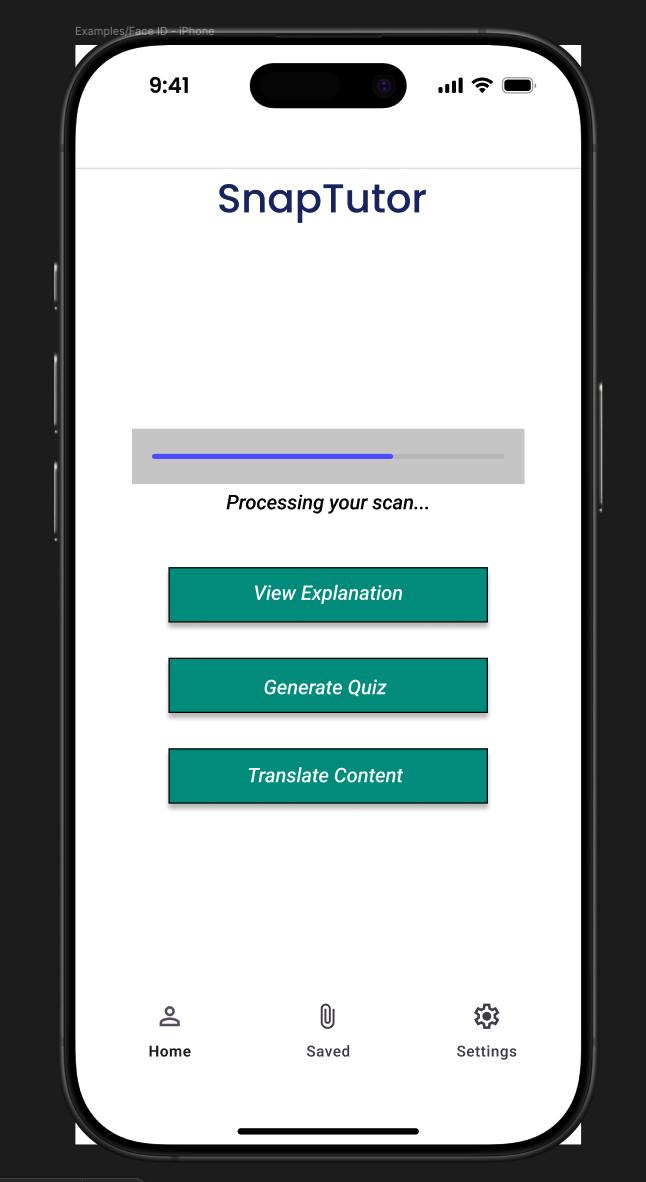 Examples/Face ID - iPhone
9:41
SnapTutor
Processing your scan...
View Explanation
Generate Quiz
Translate Content
Home
Saved
Settings